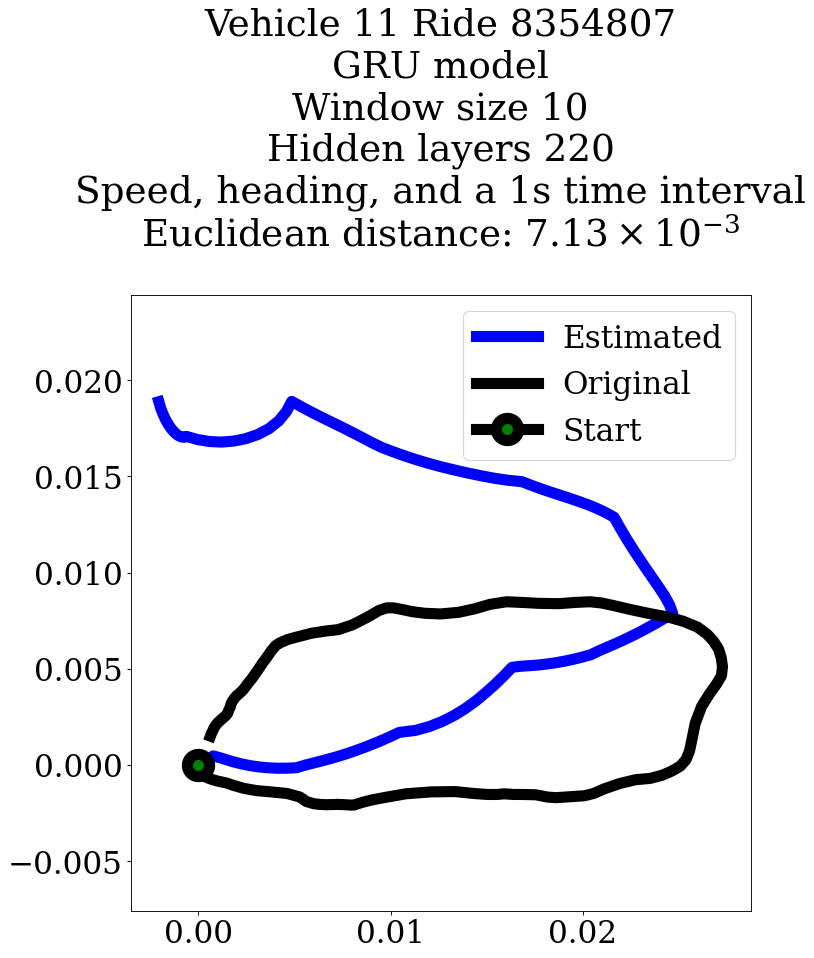 Vehicle 11 Ride 8354807
GRU model
Window size 10
Hidden layers 220
Speed, heading, and a 1s time interval
Euclidean distance: 7.13 × 10⁻³
Estimated
Original
Start
0.020
0.015
0.010
0.005
0.000
−0.005
0.00 0.01 0.02